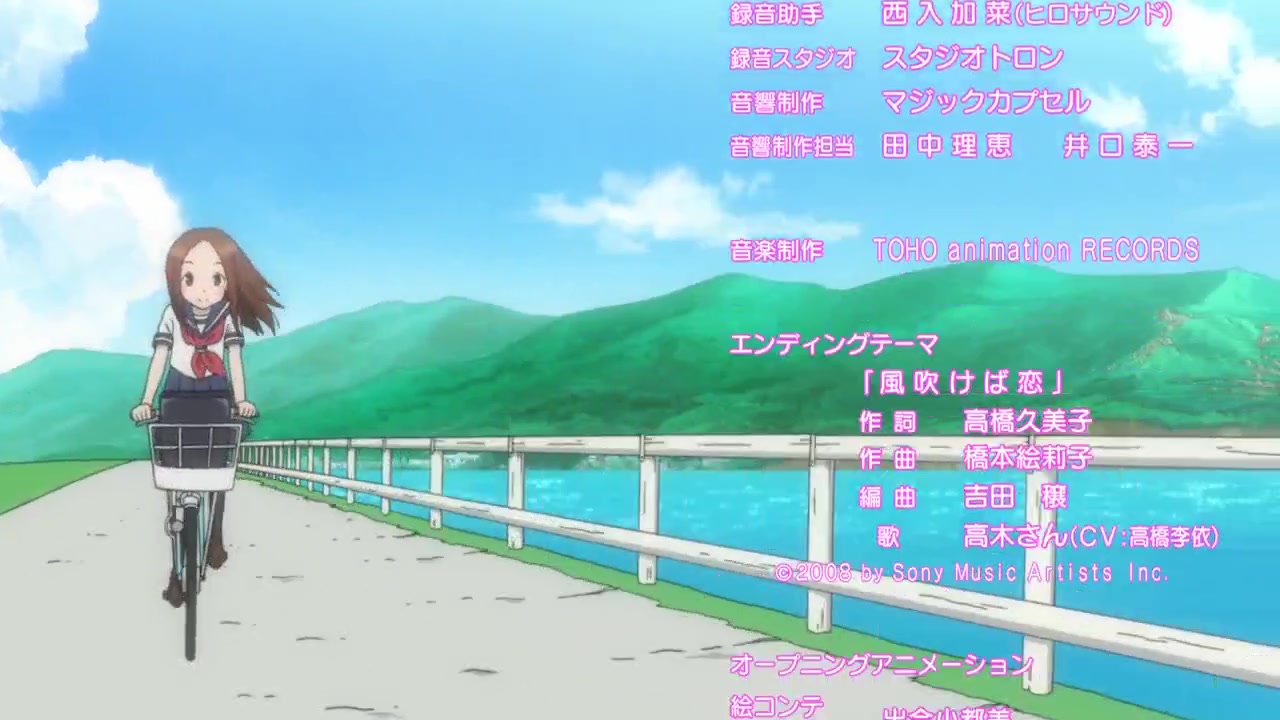 録音助手 西入加菜(ヒロサウンド)
録音スタジオ スタジオトロン
音響制作 マジックカプセル
音響制作担当 田中理恵 井口泰一
音楽制作 TOHO animation RECORDS
エンディングテーマ
「風吹けば恋」
作詞 高橋久美子
作曲 橋本絵莉子
編曲 吉田 穣
歌 高木さん(CV:高橋李依)
©2008 by Sony Music Artists Inc.
オープニングアニメーション
絵コンテ 出合小都美